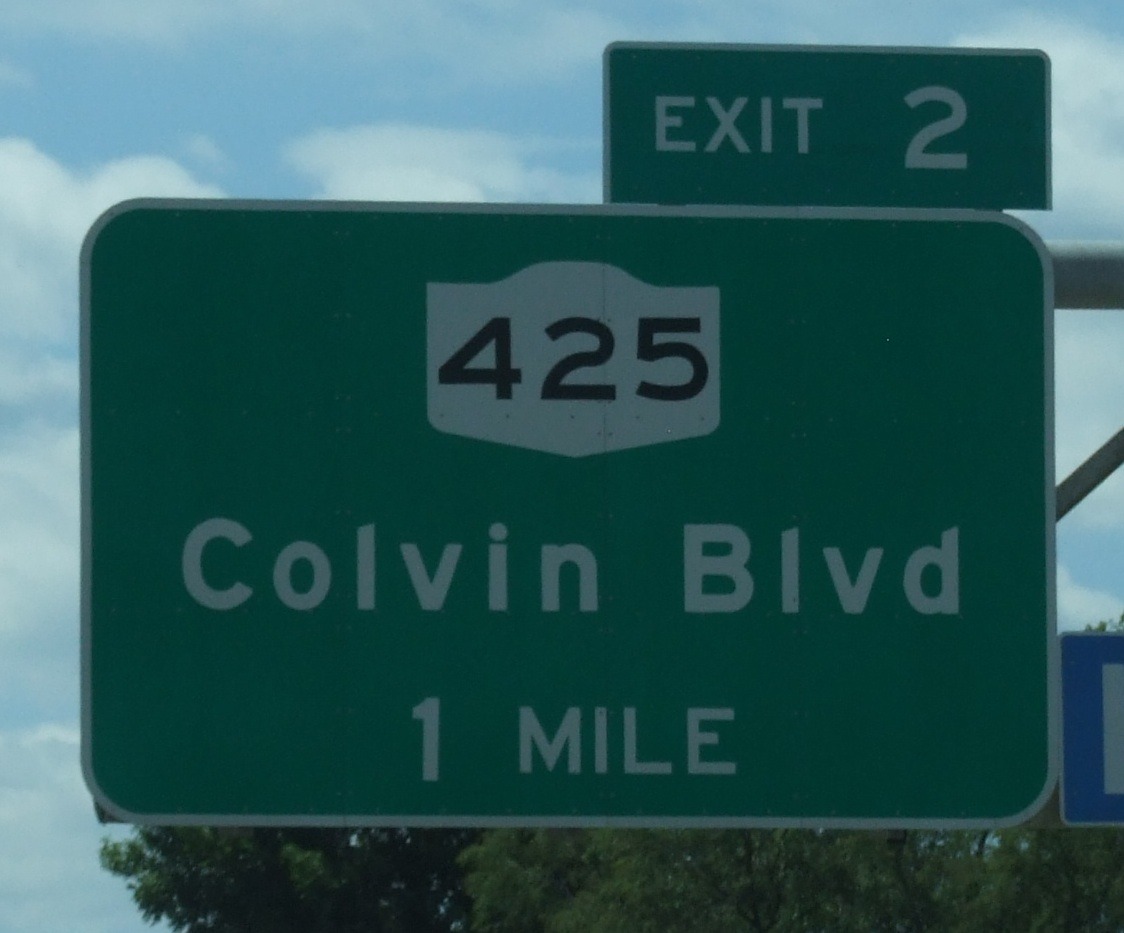 EXIT 2
425
Colvin Blvd
1 MILE